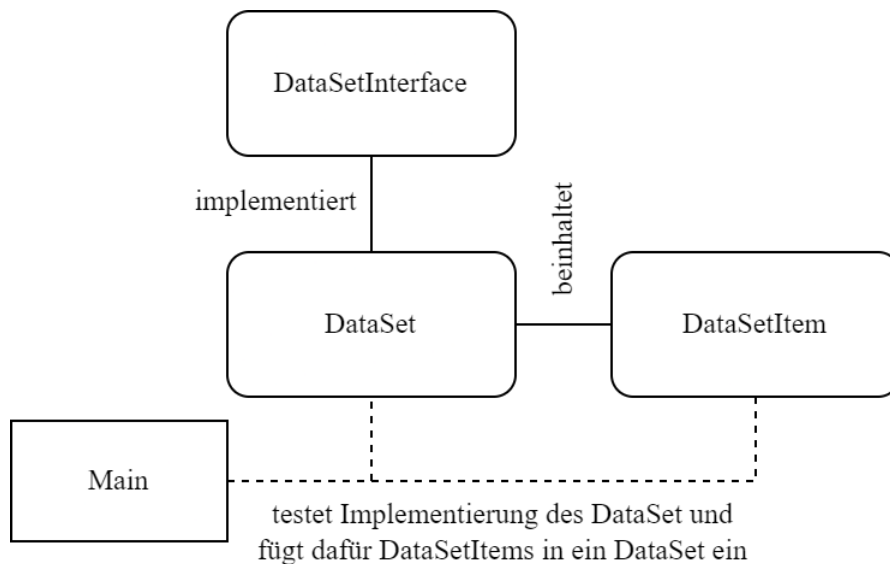 DataSetInterface
implementiert
beinhaltet
DataSet
DataSetItem
Main
testet Implementierung des DataSet und
fügt dafür DataSetItems in ein DataSet ein